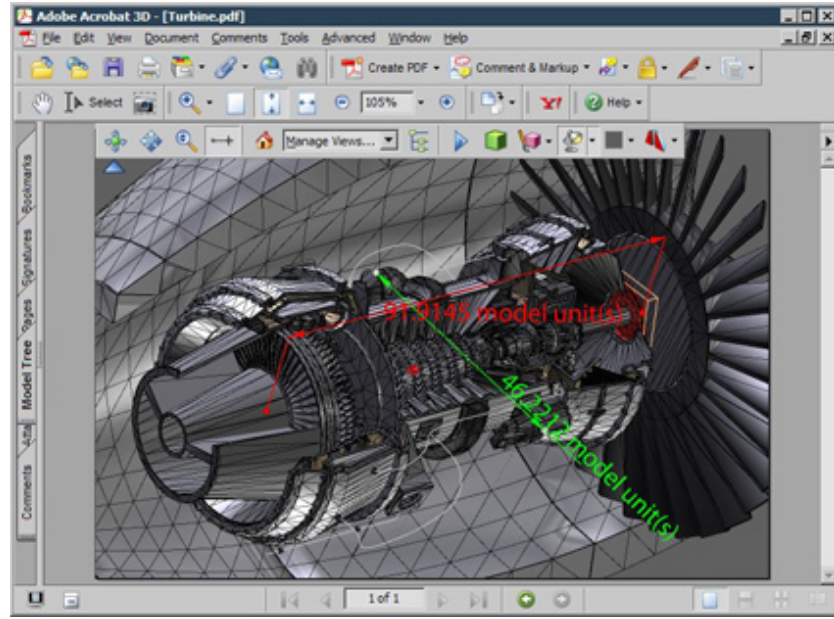 Adobe Acrobat 3D - [Turbine.pdf]
File Edit View Document Comments Tools Advanced Window Help
Create PDF Comment & Markup
Select 105% Y! Help
Manage Views...
Bookmarks
Signatures
Pages
Model Tree
Comments
91.9145 model unit(s)
46.2212 model unit(s)
1 of 1